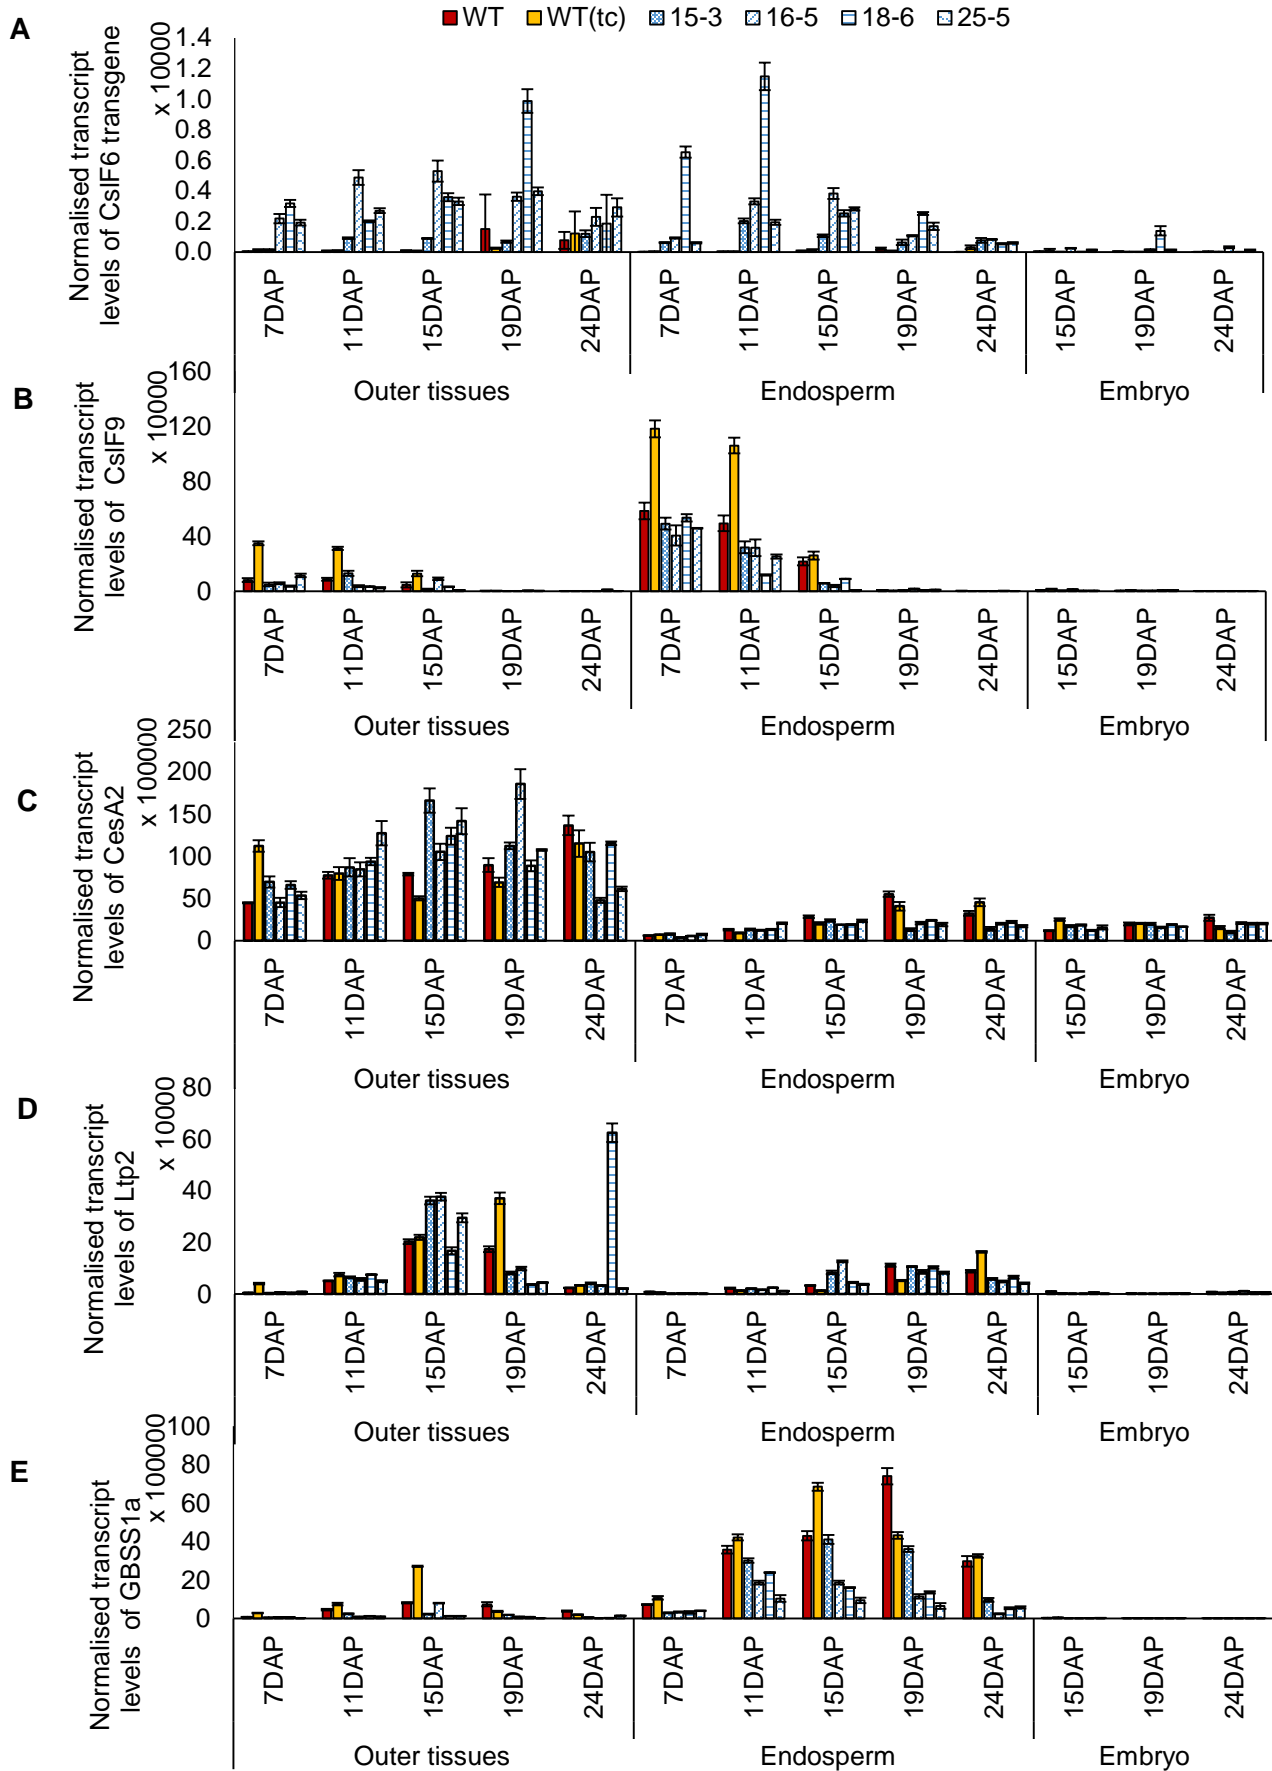 WT WT(tc) 15-3 16-5 18-6 25-5
A
Normalised transcript
levels of CslF6 transgene
x 10000
1.4
1.2
1.0
0.8
0.6
0.4
0.2
0.0
7DAP 11DAP 15DAP 19DAP 24DAP 7DAP 11DAP 15DAP 19DAP 24DAP 15DAP 19DAP 24DAP
Outer tissues Endosperm Embryo
B
Normalised transcript
levels of CslF9
x 10000
160
120
80
40
0
7DAP 11DAP 15DAP 19DAP 24DAP 7DAP 11DAP 15DAP 19DAP 24DAP 15DAP 19DAP 24DAP
Outer tissues Endosperm Embryo
C
Normalised transcript
levels of CesA2
x 100000
250
200
150
100
50
0
7DAP 11DAP 15DAP 19DAP 24DAP 7DAP 11DAP 15DAP 19DAP 24DAP 15DAP 19DAP 24DAP
Outer tissues Endosperm Embryo
D
Normalised transcript
levels of Ltp2
x 10000
80
60
40
20
0
7DAP 11DAP 15DAP 19DAP 24DAP 7DAP 11DAP 15DAP 19DAP 24DAP 15DAP 19DAP 24DAP
Outer tissues Endosperm Embryo
E
Normalised transcript
levels of GBSS1a
x 100000
100
80
60
40
20
0
7DAP 11DAP 15DAP 19DAP 24DAP 7DAP 11DAP 15DAP 19DAP 24DAP 15DAP 19DAP 24DAP
Outer tissues Endosperm Embryo